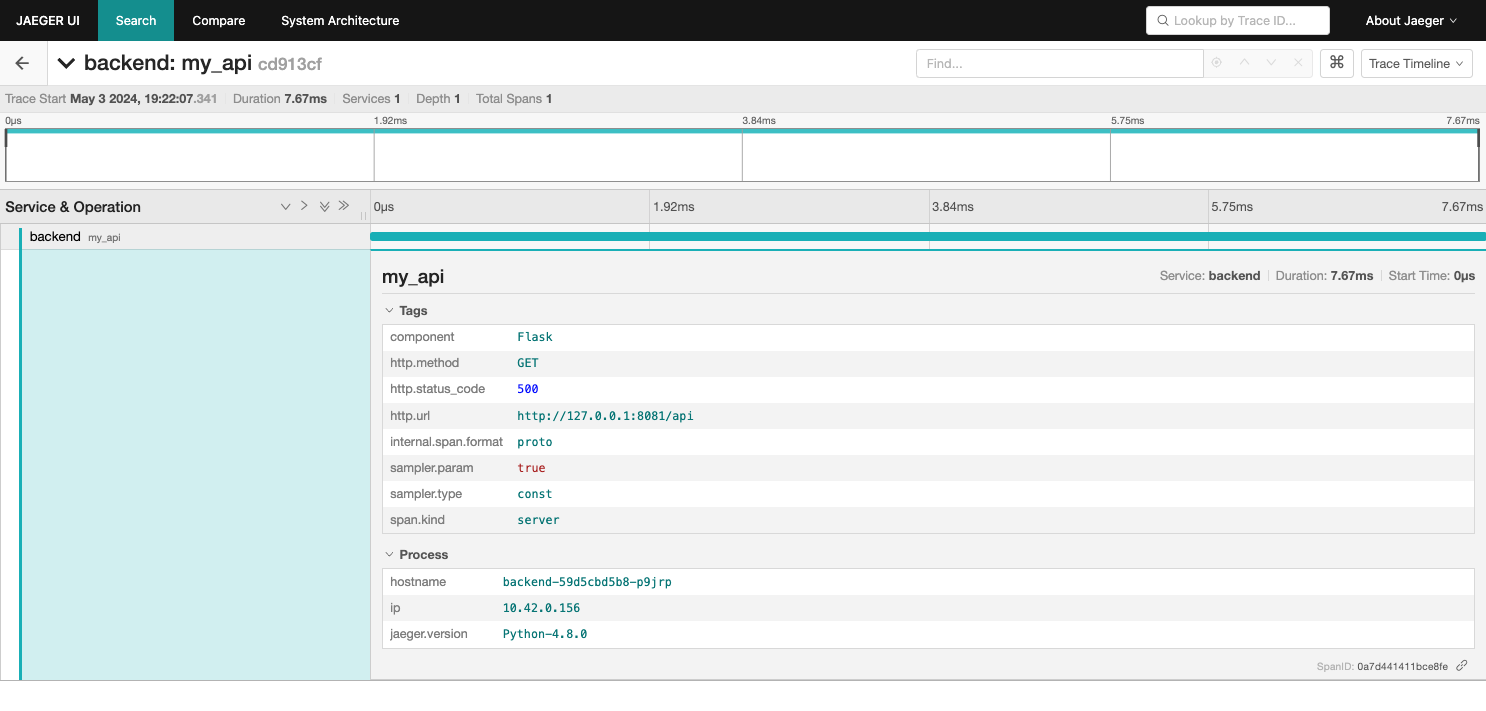 JAEGER UI Search Compare System Architecture Lookup by Trace ID... About Jaeger
backend: my_api cd913cf Find... ⌘ Trace Timeline
Trace Start May 3 2024, 19:22:07.341 Duration 7.67ms Services 1 Depth 1 Total Spans 1
0μs 1.92ms 3.84ms 5.75ms 7.67ms
Service & Operation 0μs 1.92ms 3.84ms 5.75ms 7.67ms
backend my_api
my_api Service: backend Duration: 7.67ms Start Time: 0μs
Tags
component Flask
http.method GET
http.status_code 500
http.url http://127.0.0.1:8081/api
internal.span.format proto
sampler.param true
sampler.type const
span.kind server
Process
hostname backend-59d5cbd5b8-p9jrp
ip 10.42.0.156
jaeger.version Python-4.8.0
SpanID: 0a7d441411bce8fe